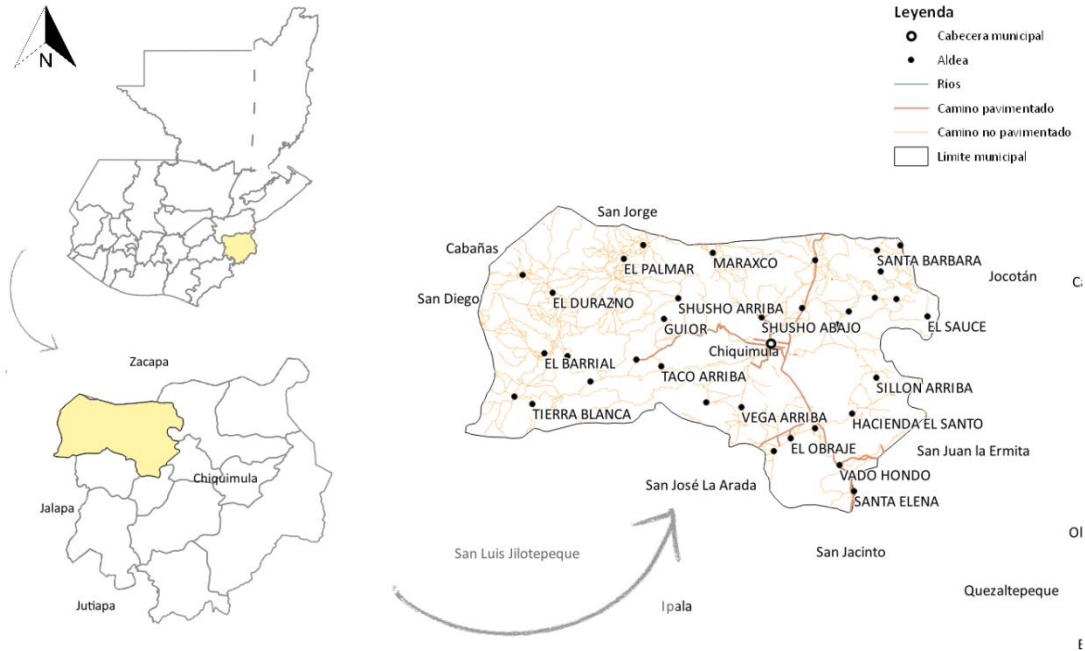 N
Leyenda
Cabecera municipal
Aldea
Rios
Camino pavimentado
Camino no pavimentado
Límite municipal
San Jorge
Cabañas
EL PALMAR
MARAXCO
SANTA BARBARA
Jocotán
San Diego
EL DURAZNO
SHUSHO ARRIBA
GUIOR
SHUSHO ABAJO
EL SAUCE
Chiquimula
EL BARRIAL
TACO ARRIBA
SILLON ARRIBA
TIERRA BLANCA
VEGA ARRIBA
HACIENDA EL SANTO
EL OBRAJE
San Juan la Ermita
VADO HONDO
San José La Arada
SANTA ELENA
San Luis Jilotepeque
San Jacinto
Quezaltepeque
Ipala
Zacapa
Chiquimula
Jalapa
Jutiapa